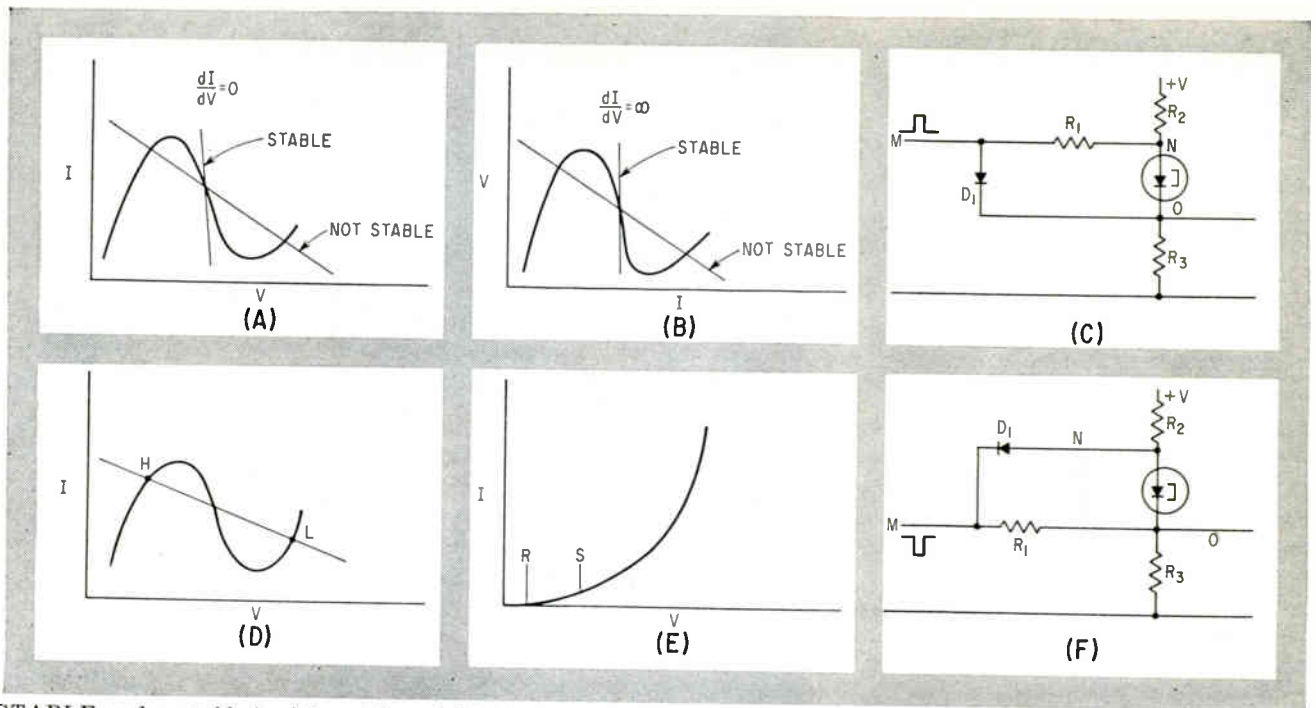 dI/dV = 0
STABLE
I
NOT STABLE
V
(A)
dI/dV = ∞
STABLE
V
NOT STABLE
I
(B)
+V
R2
M
R1
N
D1
O
R3
(C)
H
I
L
V
(D)
I
R
S
V
(E)
+V
D1
N
R2
M
R1
O
R3
(F)